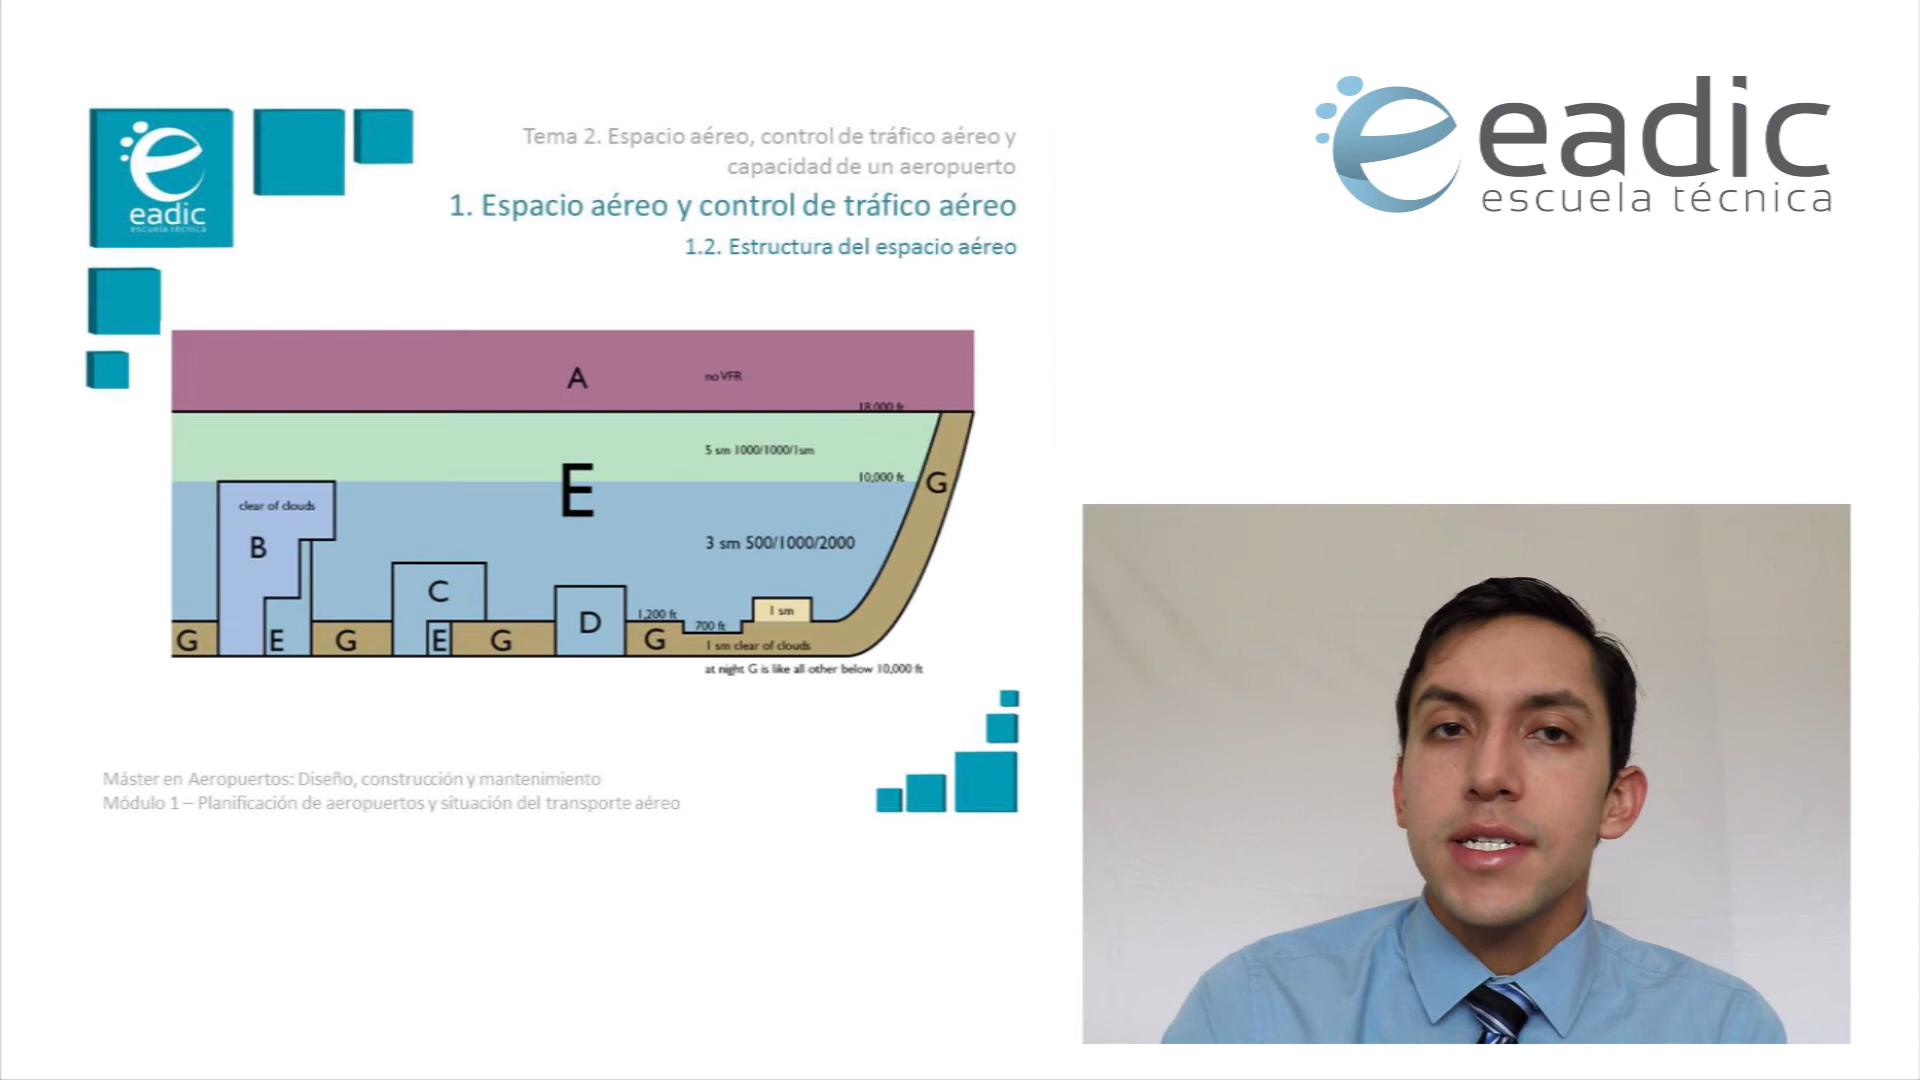 eadic
escuela técnica
Tema 2. Espacio aéreo, control de tráfico aéreo y
capacidad de un aeropuerto
1. Espacio aéreo y control de tráfico aéreo
1.2. Estructura del espacio aéreo
eadic
escuela técnica
A
no VFR
18,000 ft
5 sm 1000/1000/1sm
E
10,000 ft
G
clear of clouds
B
3 sm 500/1000/2000
C
D
1,200 ft
1 sm
700 ft
G
E
G
E
G
G
1 sm clear of clouds
at night G is like all other below 10,000 ft
Máster en Aeropuertos: Diseño, construcción y mantenimiento
Módulo 1 – Planificación de aeropuertos y situación del transporte aéreo